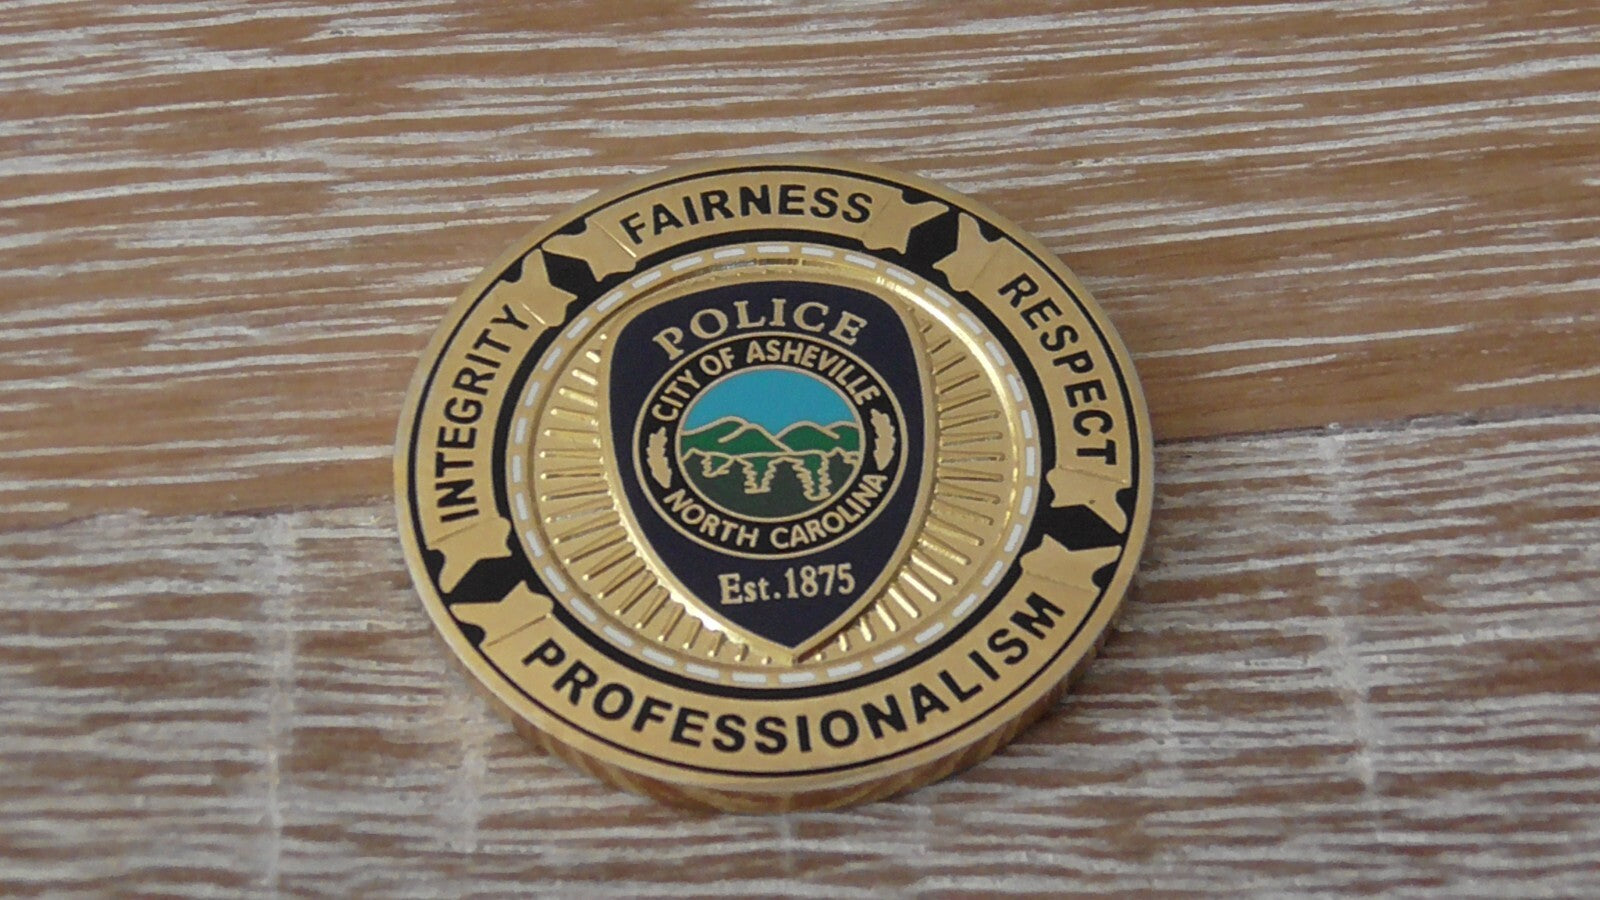 INTEGRITY
FAIRNESS
RESPECT
PROFESSIONALISM
POLICE
CITY OF ASHEVILLE
NORTH CAROLINA
Est.1875